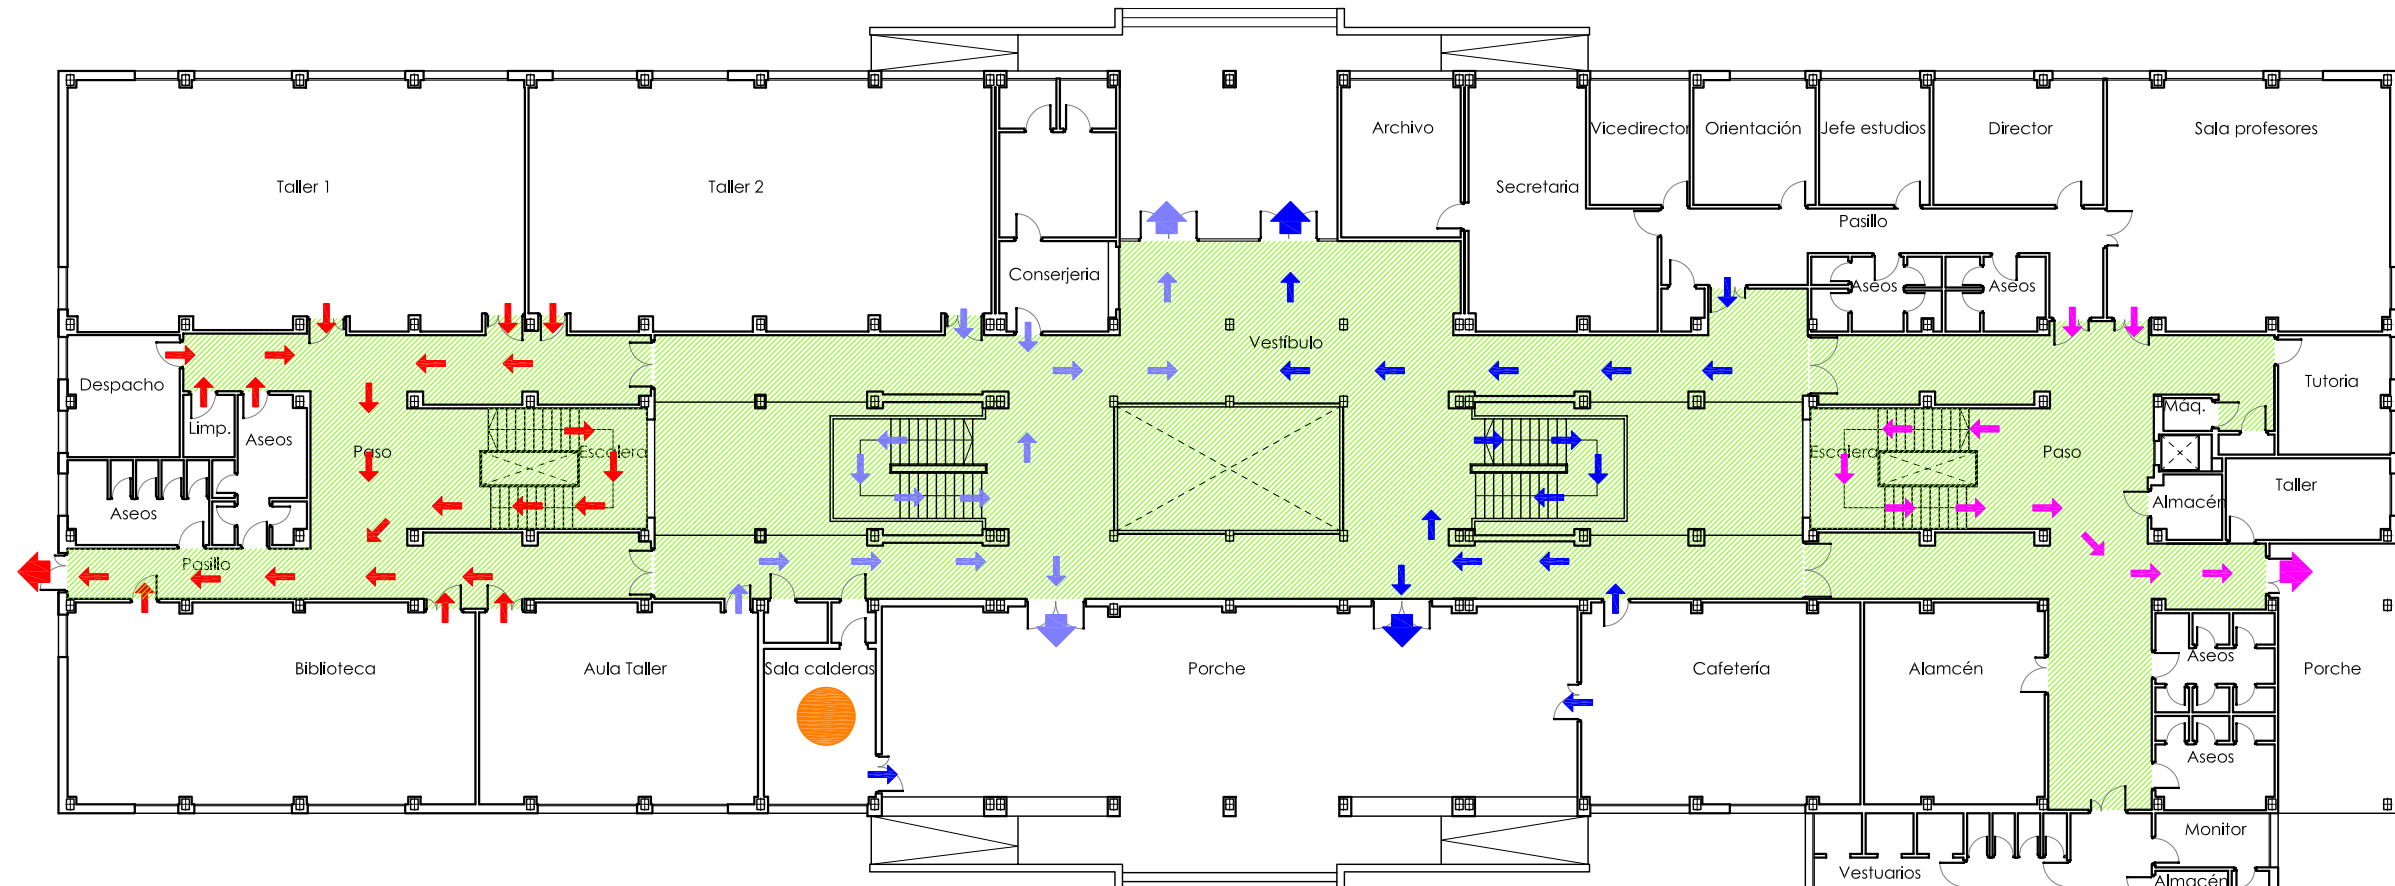 Archivo
Vicedirector
Orientación
Jefe estudios
Director
Sala profesores
Taller 1
Taller 2
Secretaria
Pasillo
Conserjeria
Aseos
Aseos
Vestíbulo
Despacho
Tutoria
Máq.
Limp.
Aseos
Paso
Escalera
Escalera
Paso
Taller
Almacén
Aseos
Pasillo
Aseos
Biblioteca
Aula Taller
Sala calderas
Porche
Cafetería
Alamcén
Porche
Aseos
Monitor
Vestuarios
Almacén